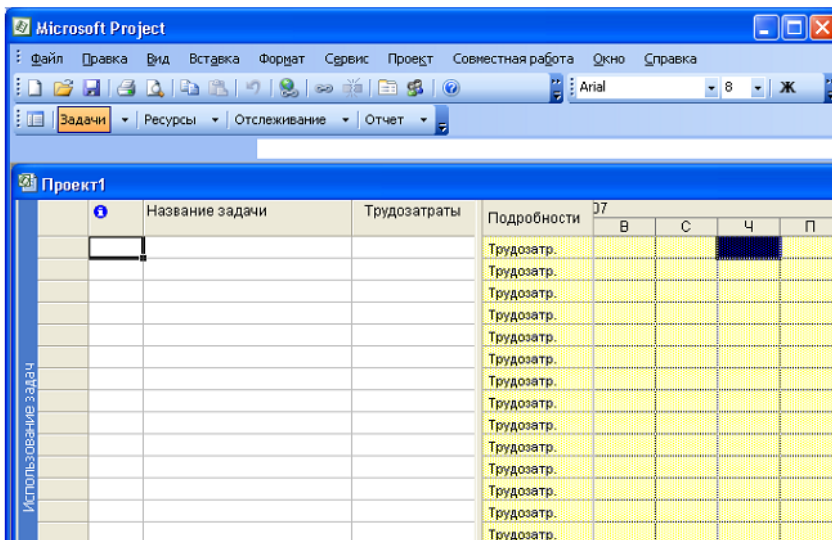 Microsoft Project
Файл Правка Вид Вставка Формат Сервис Проект Совместная работа Окно Справка
Arial 8 Ж
Задачи Ресурсы Отслеживание Отчет
Проект1
Название задачи Трудозатраты Подробности 07
В С Ч П
Трудозатр.
Трудозатр.
Трудозатр.
Трудозатр.
Трудозатр.
Трудозатр.
Трудозатр.
Трудозатр.
Трудозатр.
Трудозатр.
Трудозатр.
Трудозатр.
Трудозатр.
Трудозатр.
Использование задач